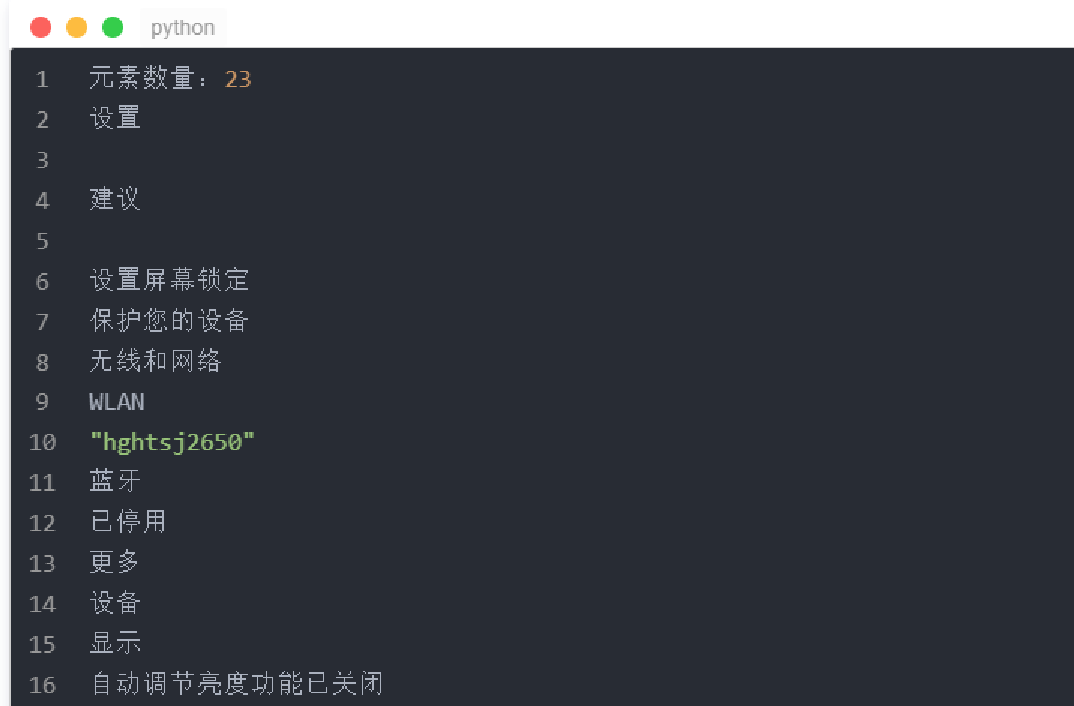 python
1 元素数量：23
2 设置
3
4 建议
5
6 设置屏幕锁定
7 保护您的设备
8 无线和网络
9 WLAN
10 "hghtsj2650"
11 蓝牙
12 已停用
13 更多
14 设备
15 显示
16 自动调节亮度功能已关闭